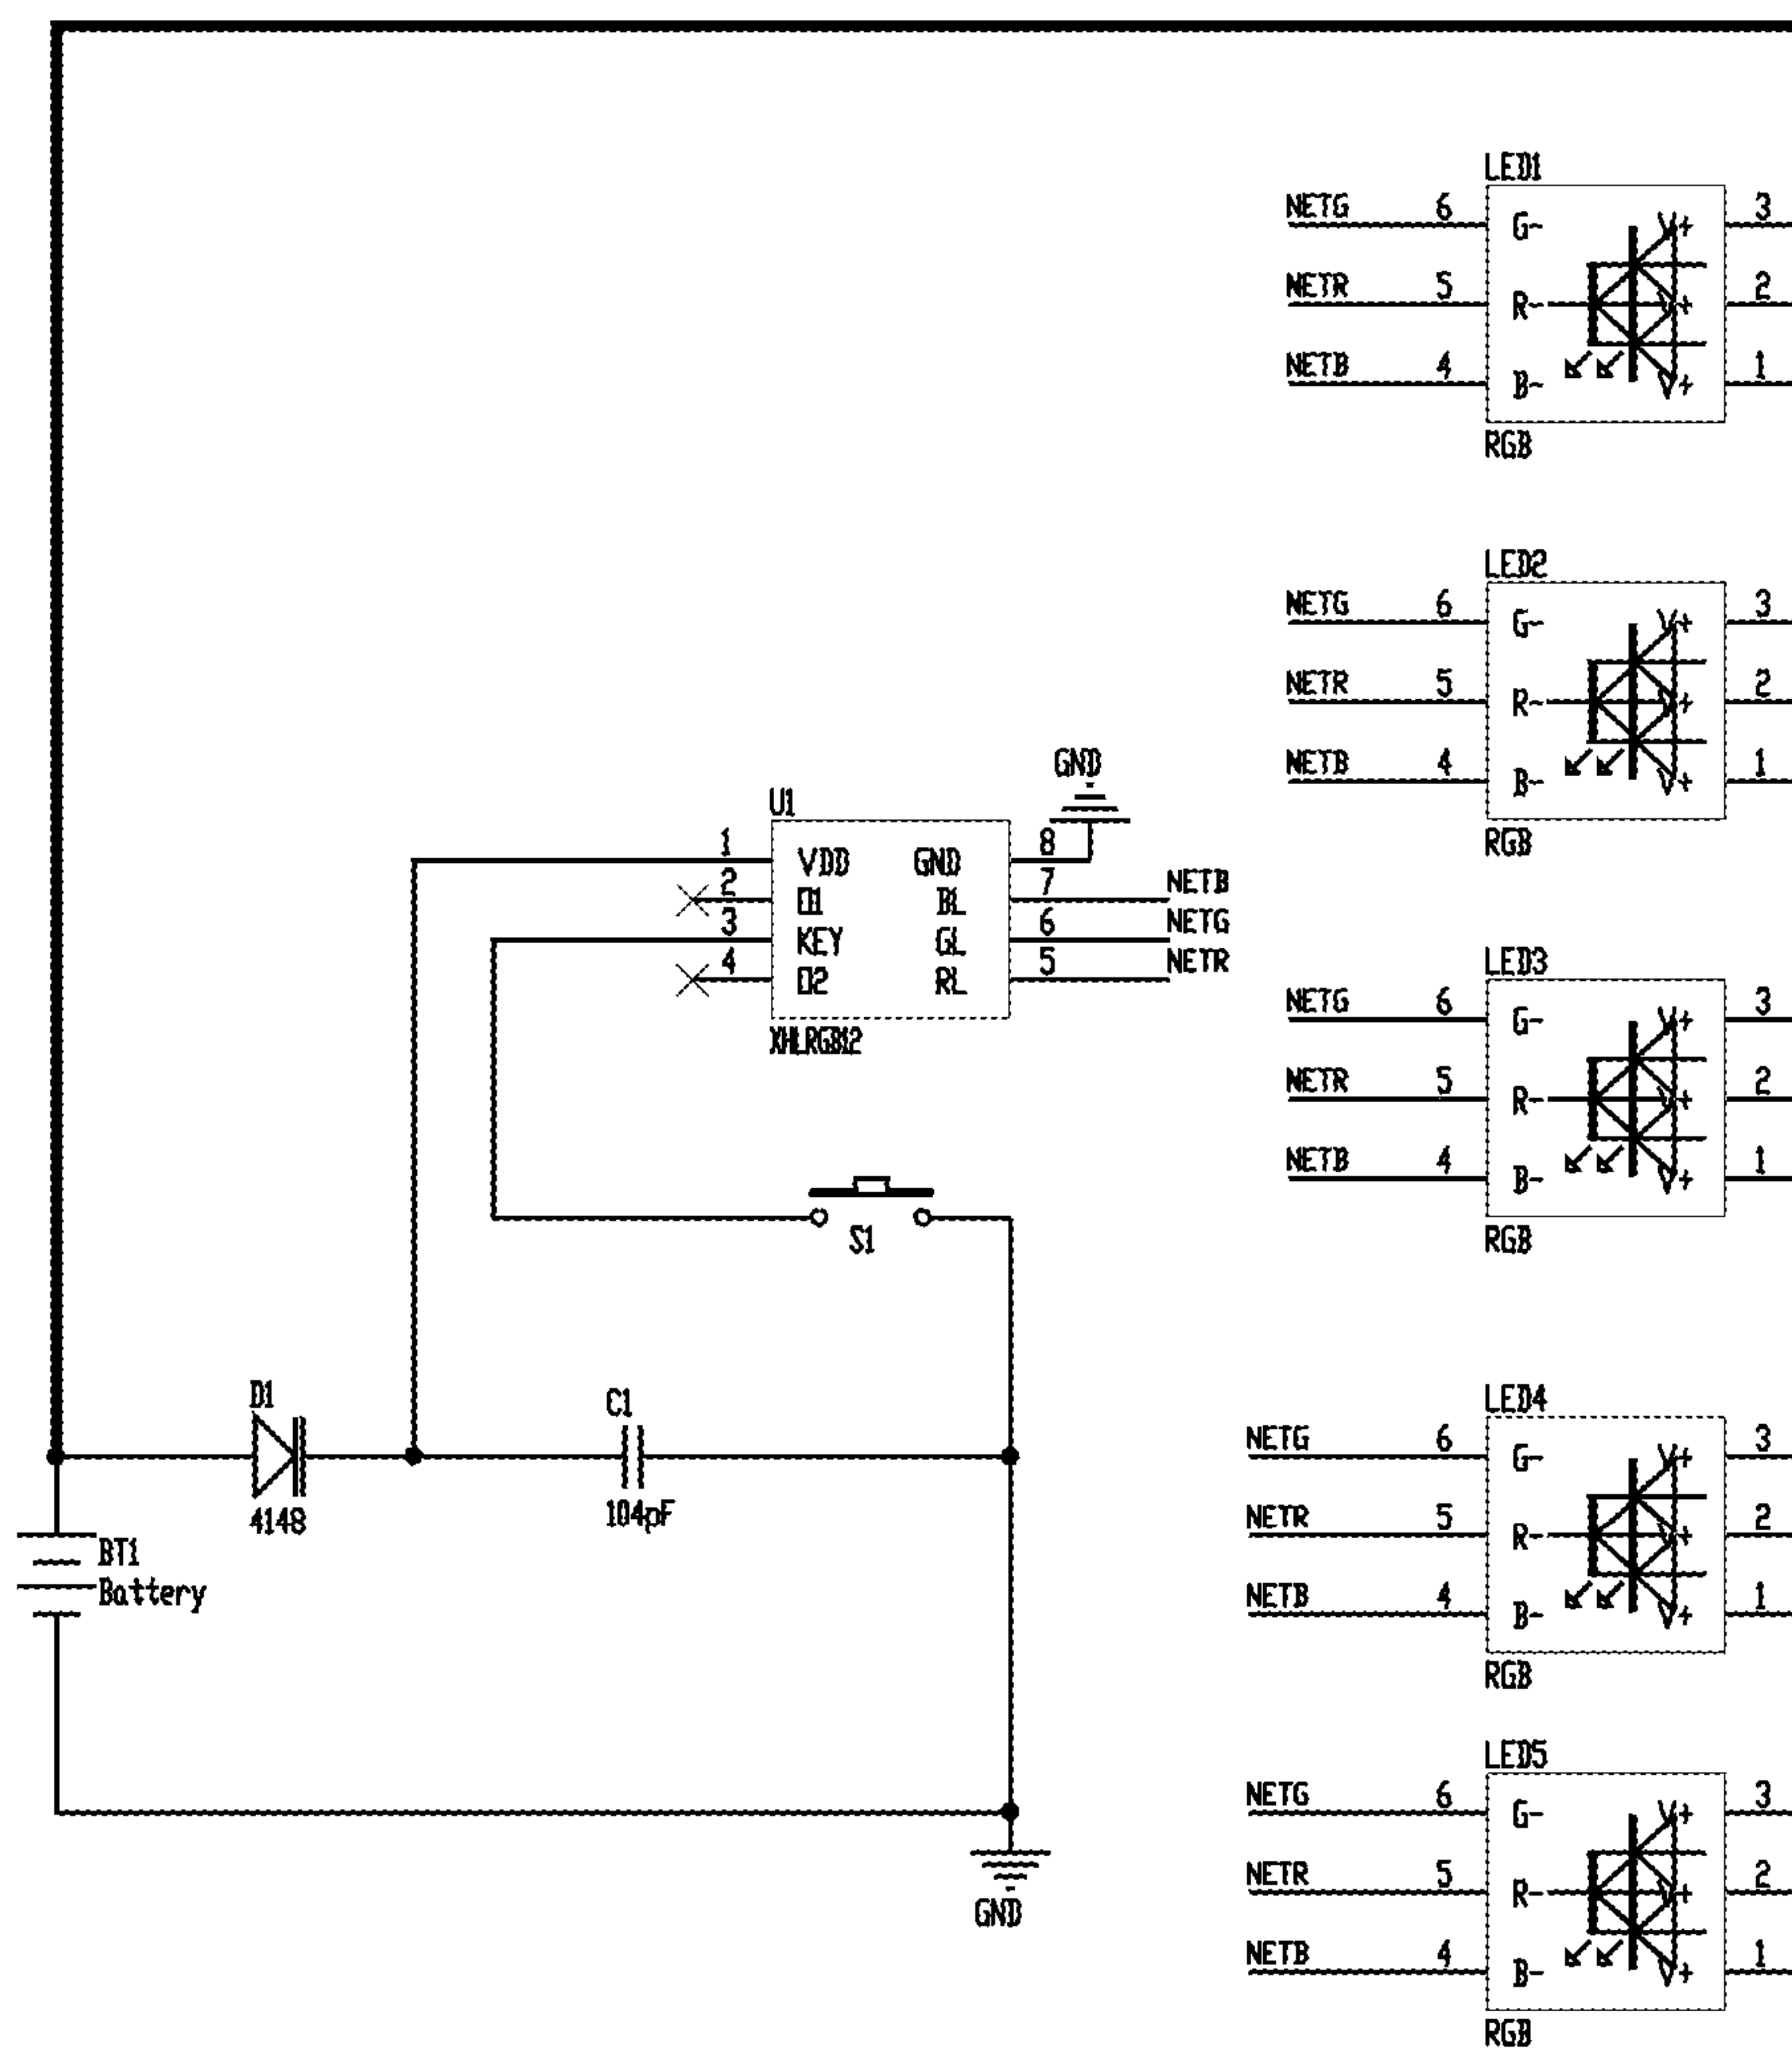 LED1
NETG 6 G- V+ 3
NETR 5 R- V+ 2
NETB 4 B- V+ 1
RGB
LED2
NETG 6 G- V+ 3
NETR 5 R- V+ 2
NETB 4 B- V+ 1
RGB
GND
U1
1 VDD GND 8
2 O1 BL 7 NETB
3 KEY GL 6 NETG
4 O2 RL 5 NETR
XHLRGB12
LED3
NETG 6 G- V+ 3
NETR 5 R- V+ 2
NETB 4 B- V+ 1
RGB
S1
D1
4148
C1
104pF
BT1
Battery
GND
LED4
NETG 6 G- V+ 3
NETR 5 R- V+ 2
NETB 4 B- V+ 1
RGB
LED5
NETG 6 G- V+ 3
NETR 5 R- V+ 2
NETB 4 B- V+ 1
RGB